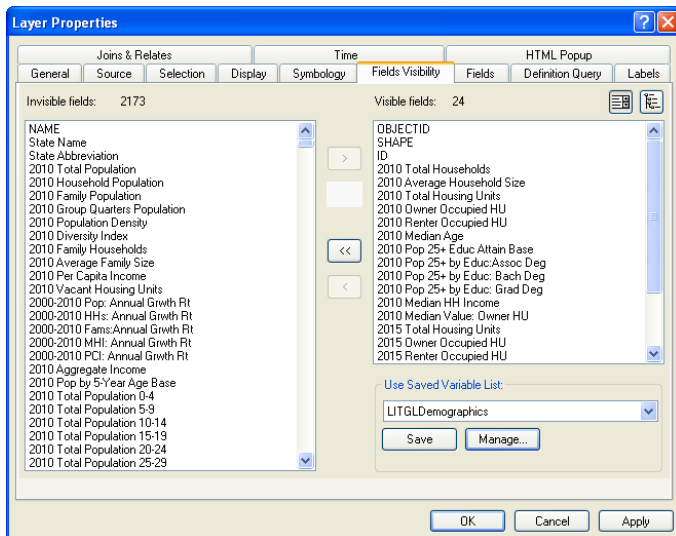 Layer Properties
Joins & Relates Time HTML Popup
General Source Selection Display Symbology Fields Visibility Fields Definition Query Labels
Invisible fields: 2173
NAME
State Name
State Abbreviation
2010 Total Population
2010 Household Population
2010 Family Population
2010 Group Quarters Population
2010 Population Density
2010 Diversity Index
2010 Family Households
2010 Average Family Size
2010 Per Capita Income
2010 Vacant Housing Units
2000-2010 Pop: Annual Grwth Rt
2000-2010 HHs: Annual Grwth Rt
2000-2010 Fams:Annual Grwth Rt
2000-2010 MHI: Annual Grwth Rt
2000-2010 PCI: Annual Grwth Rt
2010 Aggregate Income
2010 Pop by 5-Year Age Base
2010 Total Population 0-4
2010 Total Population 5-9
2010 Total Population 10-14
2010 Total Population 15-19
2010 Total Population 20-24
2010 Total Population 25-29
>
<<
<
Visible fields: 24
OBJECTID
SHAPE
ID
2010 Total Households
2010 Average Household Size
2010 Total Housing Units
2010 Owner Occupied HU
2010 Renter Occupied HU
2010 Median Age
2010 Pop 25+ Educ Attain Base
2010 Pop 25+ by Educ:Assoc Deg
2010 Pop 25+ by Educ: Bach Deg
2010 Pop 25+ by Educ: Grad Deg
2010 Median HH Income
2010 Median Value: Owner HU
2015 Total Housing Units
2015 Owner Occupied HU
2015 Renter Occupied HU
Use Saved Variable List:
LITGLDemographics
Save Manage...
OK Cancel Apply